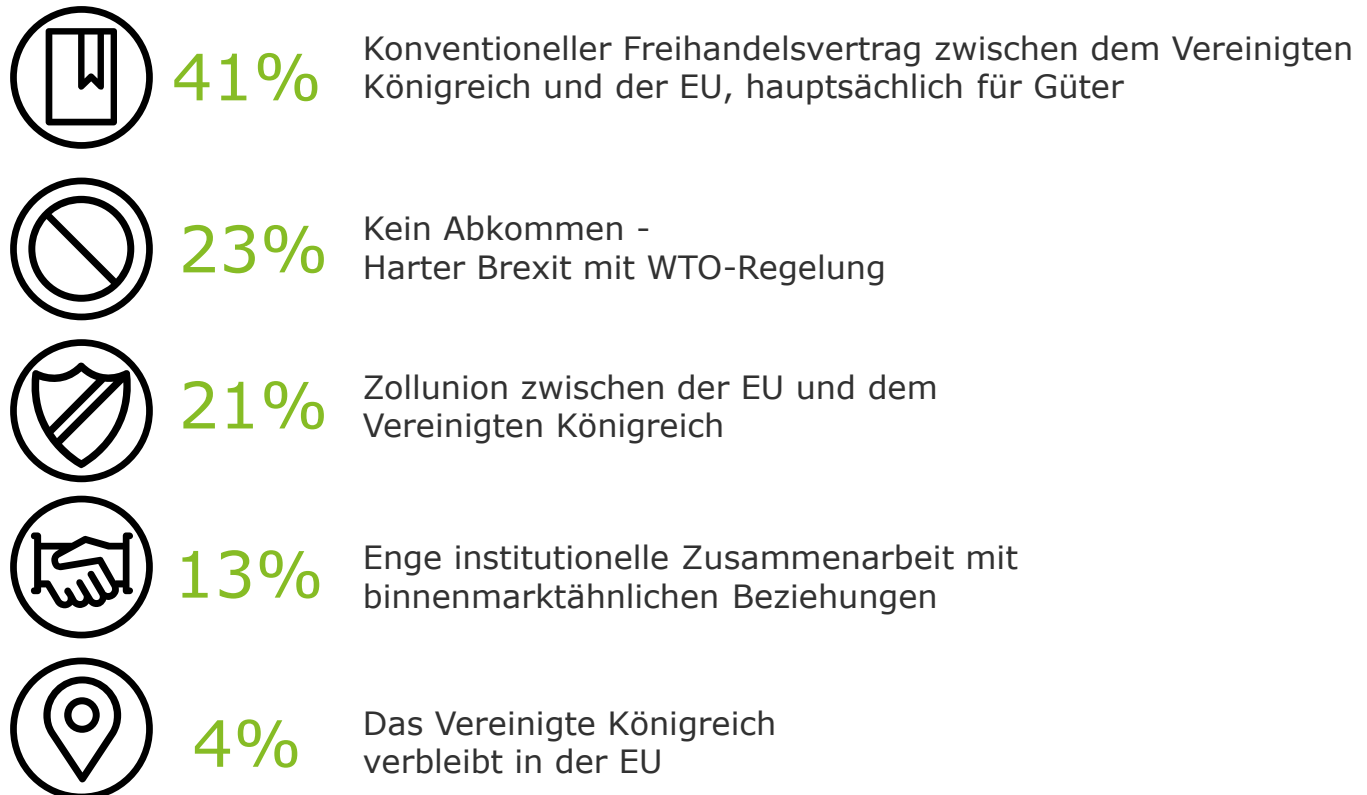 41%
Konventioneller Freihandelsvertrag zwischen dem Vereinigten
Königreich und der EU, hauptsächlich für Güter
23%
Kein Abkommen -
Harter Brexit mit WTO-Regelung
21%
Zollunion zwischen der EU und dem
Vereinigten Königreich
13%
Enge institutionelle Zusammenarbeit mit
binnenmarktähnlichen Beziehungen
4%
Das Vereinigte Königreich
verbleibt in der EU